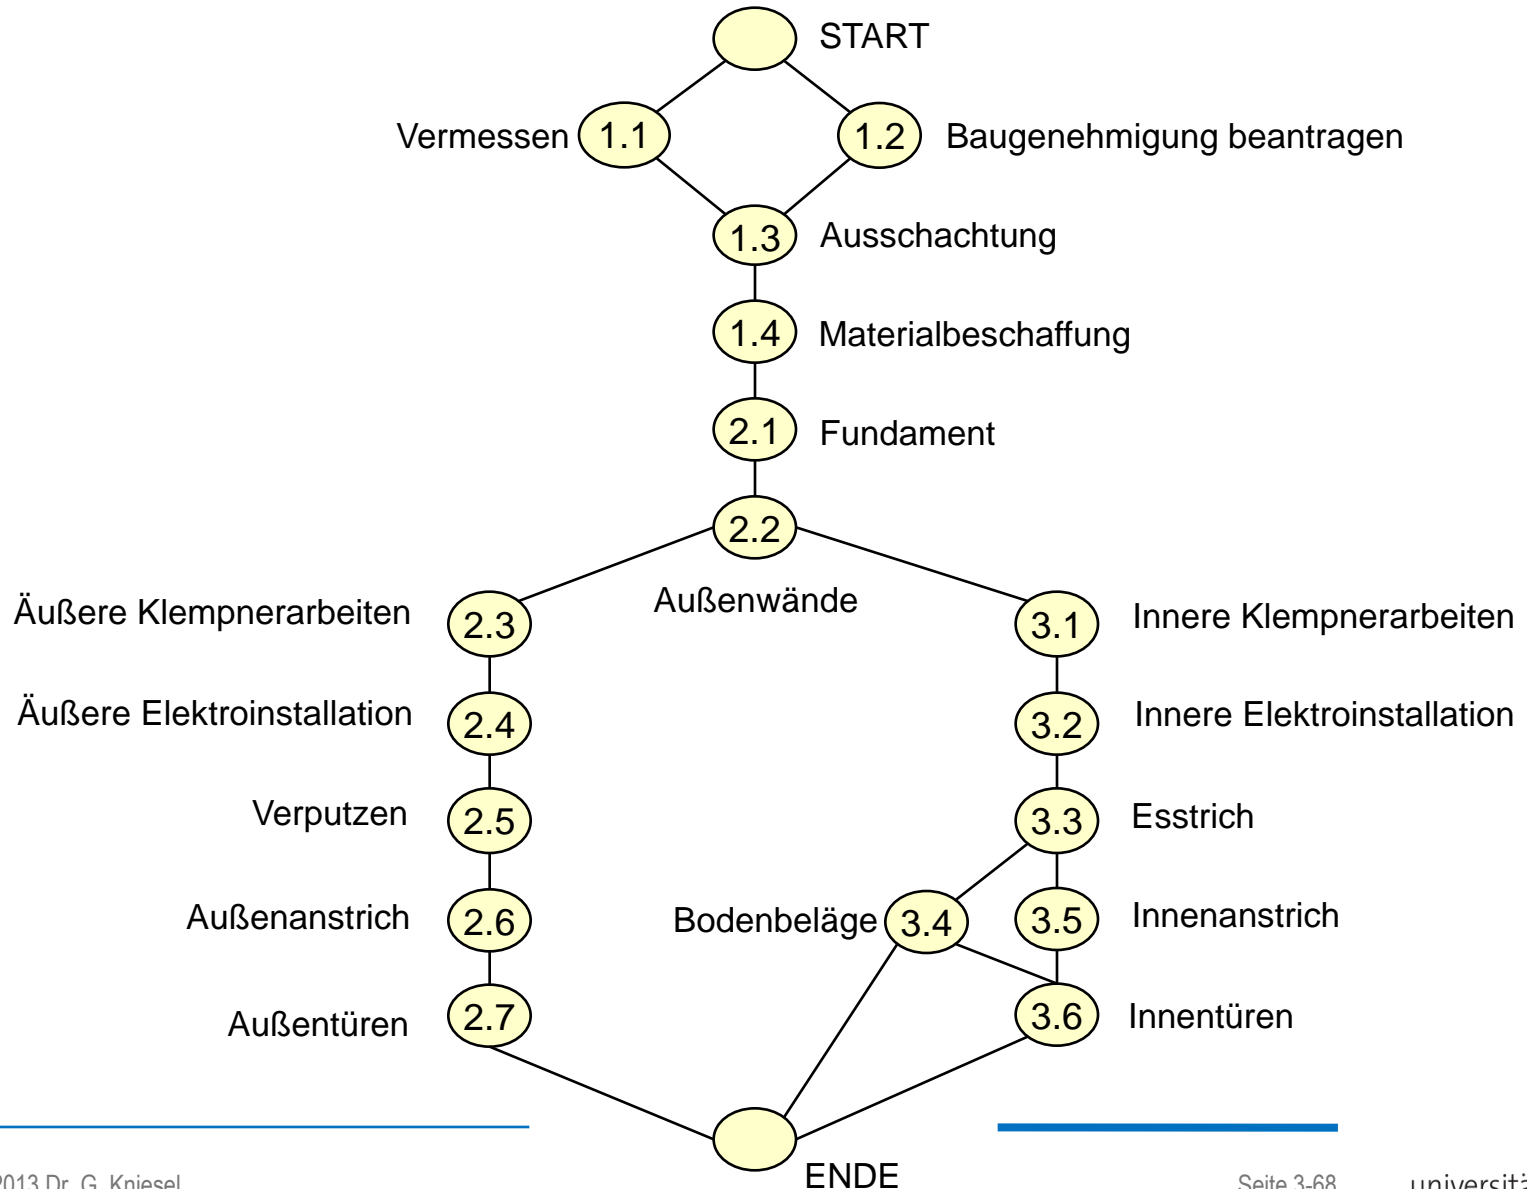 START
Vermessen 1.1 1.2 Baugenehmigung beantragen
1.3 Ausschachtung
1.4 Materialbeschaffung
2.1 Fundament
2.2
Außenwände
Äußere Klempnerarbeiten 2.3 3.1 Innere Klempnerarbeiten
Äußere Elektroinstallation 2.4 3.2 Innere Elektroinstallation
Verputzen 2.5 3.3 Esstrich
Außenanstrich 2.6 Bodenbeläge 3.4 3.5 Innenanstrich
Außentüren 2.7 3.6 Innentüren
ENDE
2013 Dr. G. Kniesel Seite 3-68